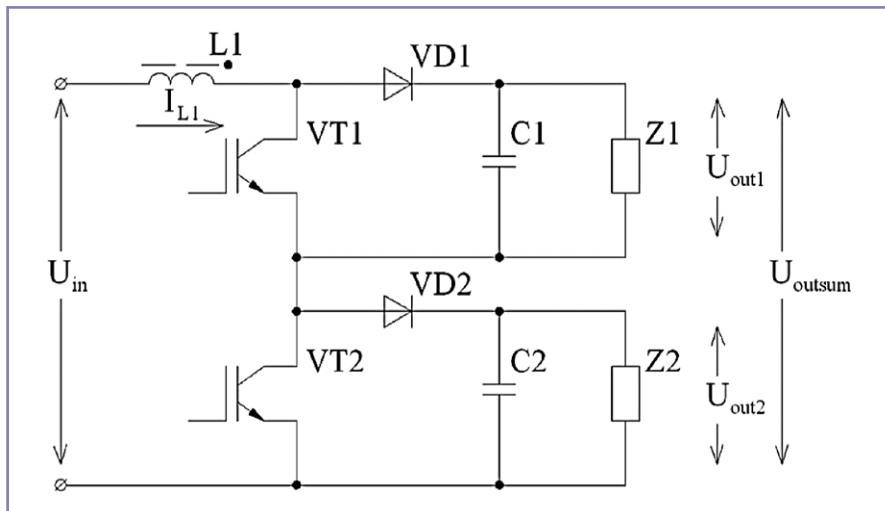 L1
VD1
I_L1
VT1
C1
Z1
U_out1
U_in
VD2
U_outsum
VT2
C2
Z2
U_out2